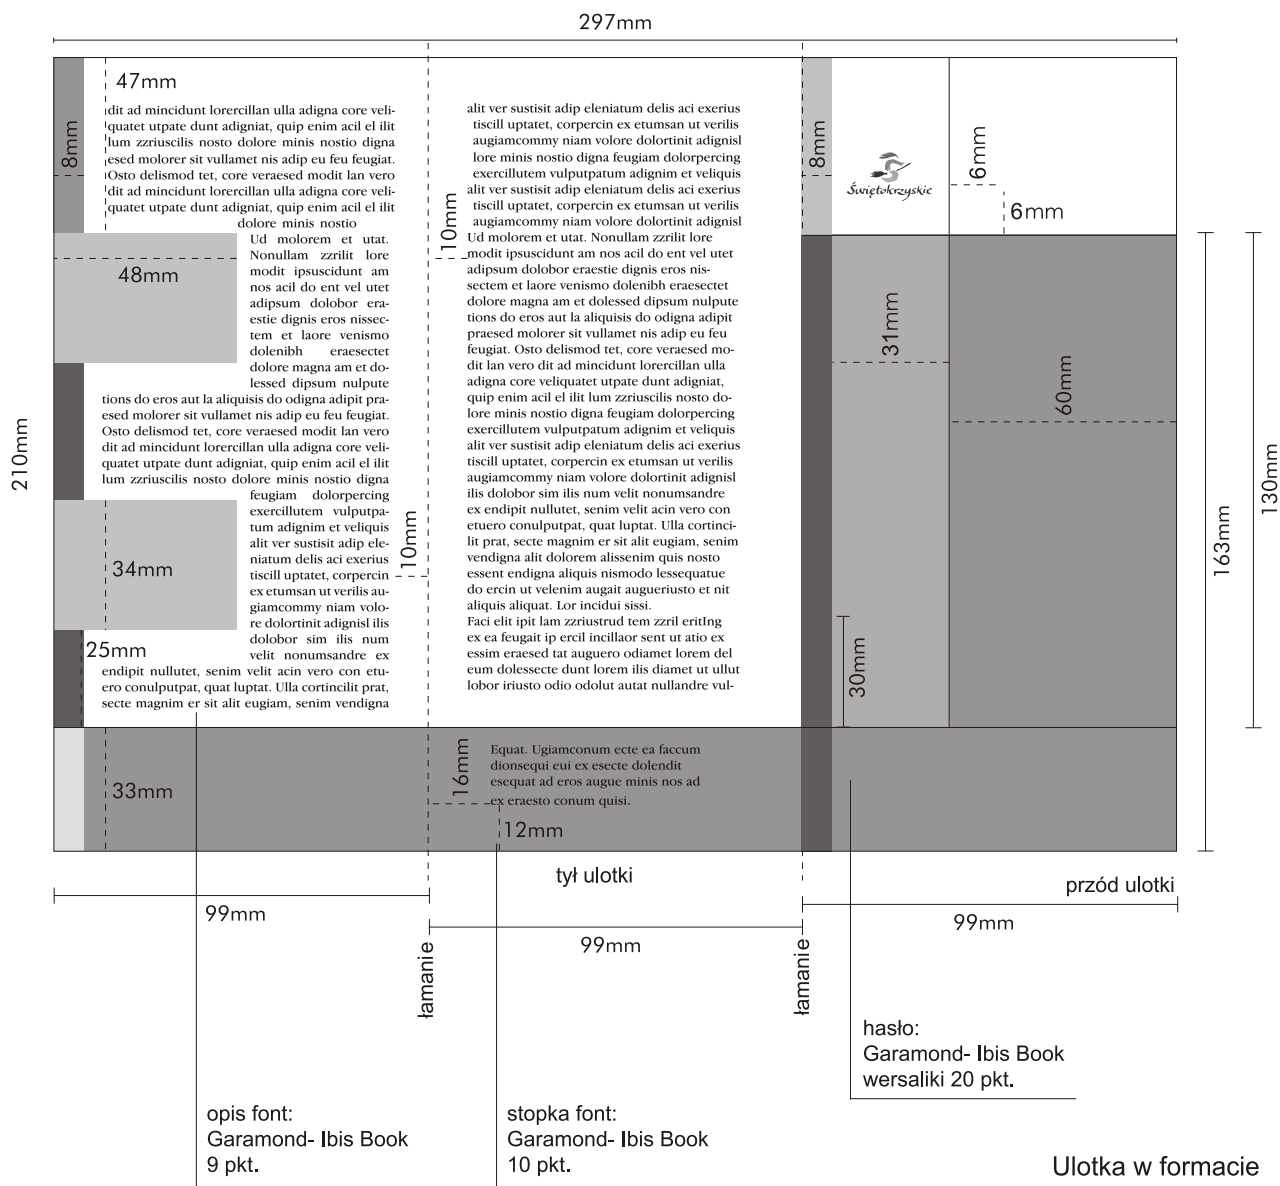 297mm
47mm
dit ad mincidunt lorercillan ulla adigna core veli-
quatet utpate dunt adigniat, quip enim acil el ilit
lum zzriuscilis nosto dolore minis nostio digna
esed molorer sit vullamet nis adip eu feu feugiat.
Osto delismod tet, core veraesed modit lan vero
dit ad mincidunt lorercillan ulla adigna core veli-
quatet utpate dunt adigniat, quip enim acil el ilit
dolore minis nostio
Ud molorem et utat.
Nonullam zzrilit lore
modit ipsuscidunt am
nos acil do ent vel utet
adipsum dolobor era-
estie dignis eros nissec-
tem et laore venismo
dolenibh eraesectet
dolore magna am et do-
lessed dipsum nulpute
tions do eros aut la aliquisis do odigna adipit pra-
esed molorer sit vullamet nis adip eu feu feugiat.
Osto delismod tet, core veraesed modit lan vero
dit ad mincidunt lorercillan ulla adigna core veli-
quatet utpate dunt adigniat, quip enim acil el ilit
lum zzriuscilis nosto dolore minis nostio digna
feugiam dolorpercing
exercillutem vulputpa-
tum adignim et veliquis
alit ver sustisit adip ele-
niatum delis aci exerius
tiscill uptatet, corpercin
ex etumsan ut verilis au-
giamcommy niam volo-
re dolortinit adignisl ilis
dolobor sim ilis num
velit nonumsandre ex
endipit nullutet, senim velit acin vero con etu-
ero conulputpat, quat luptat. Ulla cortincilit prat,
secte magnim er sit alit eugiam, senim vendigna
8mm
48mm
34mm
25mm
33mm
210mm
10mm
10mm
alit ver sustisit adip eleniatum delis aci exerius
tiscill uptatet, corpercin ex etumsan ut verilis
augiamcommy niam volore dolortinit adignisl
lore minis nostio digna feugiam dolorpercing
exercillutem vulputpatum adignim et veliquis
alit ver sustisit adip eleniatum delis aci exerius
tiscill uptatet, corpercin ex etumsan ut verilis
augiamcommy niam volore dolortinit adignisl
Ud molorem et utat. Nonullam zzrilit lore
modit ipsuscidunt am nos acil do ent vel utet
adipsum dolobor eraestie dignis eros nis-
sectem et laore venismo dolenibh eraesectet
dolore magna am et dolessed dipsum nulpute
tions do eros aut la aliquisis do odigna adipit
praesed molorer sit vullamet nis adip eu feu
feugiat. Osto delismod tet, core veraesed mo-
dit lan vero dit ad mincidunt lorercillan ulla
adigna core veliquatet utpate dunt adigniat,
quip enim acil el ilit lum zzriuscilis nosto do-
lore minis nostio digna feugiam dolorpercing
exercillutem vulputpatum adignim et veliquis
alit ver sustisit adip eleniatum delis aci exerius
tiscill uptatet, corpercin ex etumsan ut verilis
augiamcommy niam volore dolortinit adignisl
ilis dolobor sim ilis num velit nonumsandre
ex endipit nullutet, senim velit acin vero con
etuero conulputpat, quat luptat. Ulla cortinci-
lit prat, secte magnim er sit alit eugiam, senim
vendigna alit dolorem alissenim quis nosto
essent endigna aliquis nismodo lessequatue
do ercin ut velenim augait augueriusto et nit
aliquis aliquat. Lor incidui sissi.
Faci elit ipit lam zzriustrud tem zzril eritIng
ex ea feugait ip ercil incillaor sent ut atio ex
essim eraesed tat auguero odiamet lorem del
eum dolessecte dunt lorem ilis diamet ut ullut
lobor iriusto odio odolut autat nullandre vul-
Equat. Ugiamconum ecte ea faccum
dionsequi eui ex esecte dolendit
esequat ad eros augue minis nos ad
ex eraesto conum quisi.
16mm
12mm
8mm
Świętokrzyskie
6mm
6mm
31mm
60mm
30mm
163mm
130mm
tył ulotki
przód ulotki
99mm
99mm
99mm
łamanie
łamanie
hasło:
Garamond- Ibis Book
wersaliki 20 pkt.
opis font:
Garamond- Ibis Book
9 pkt.
stopka font:
Garamond- Ibis Book
10 pkt.
Ulotka w formacie